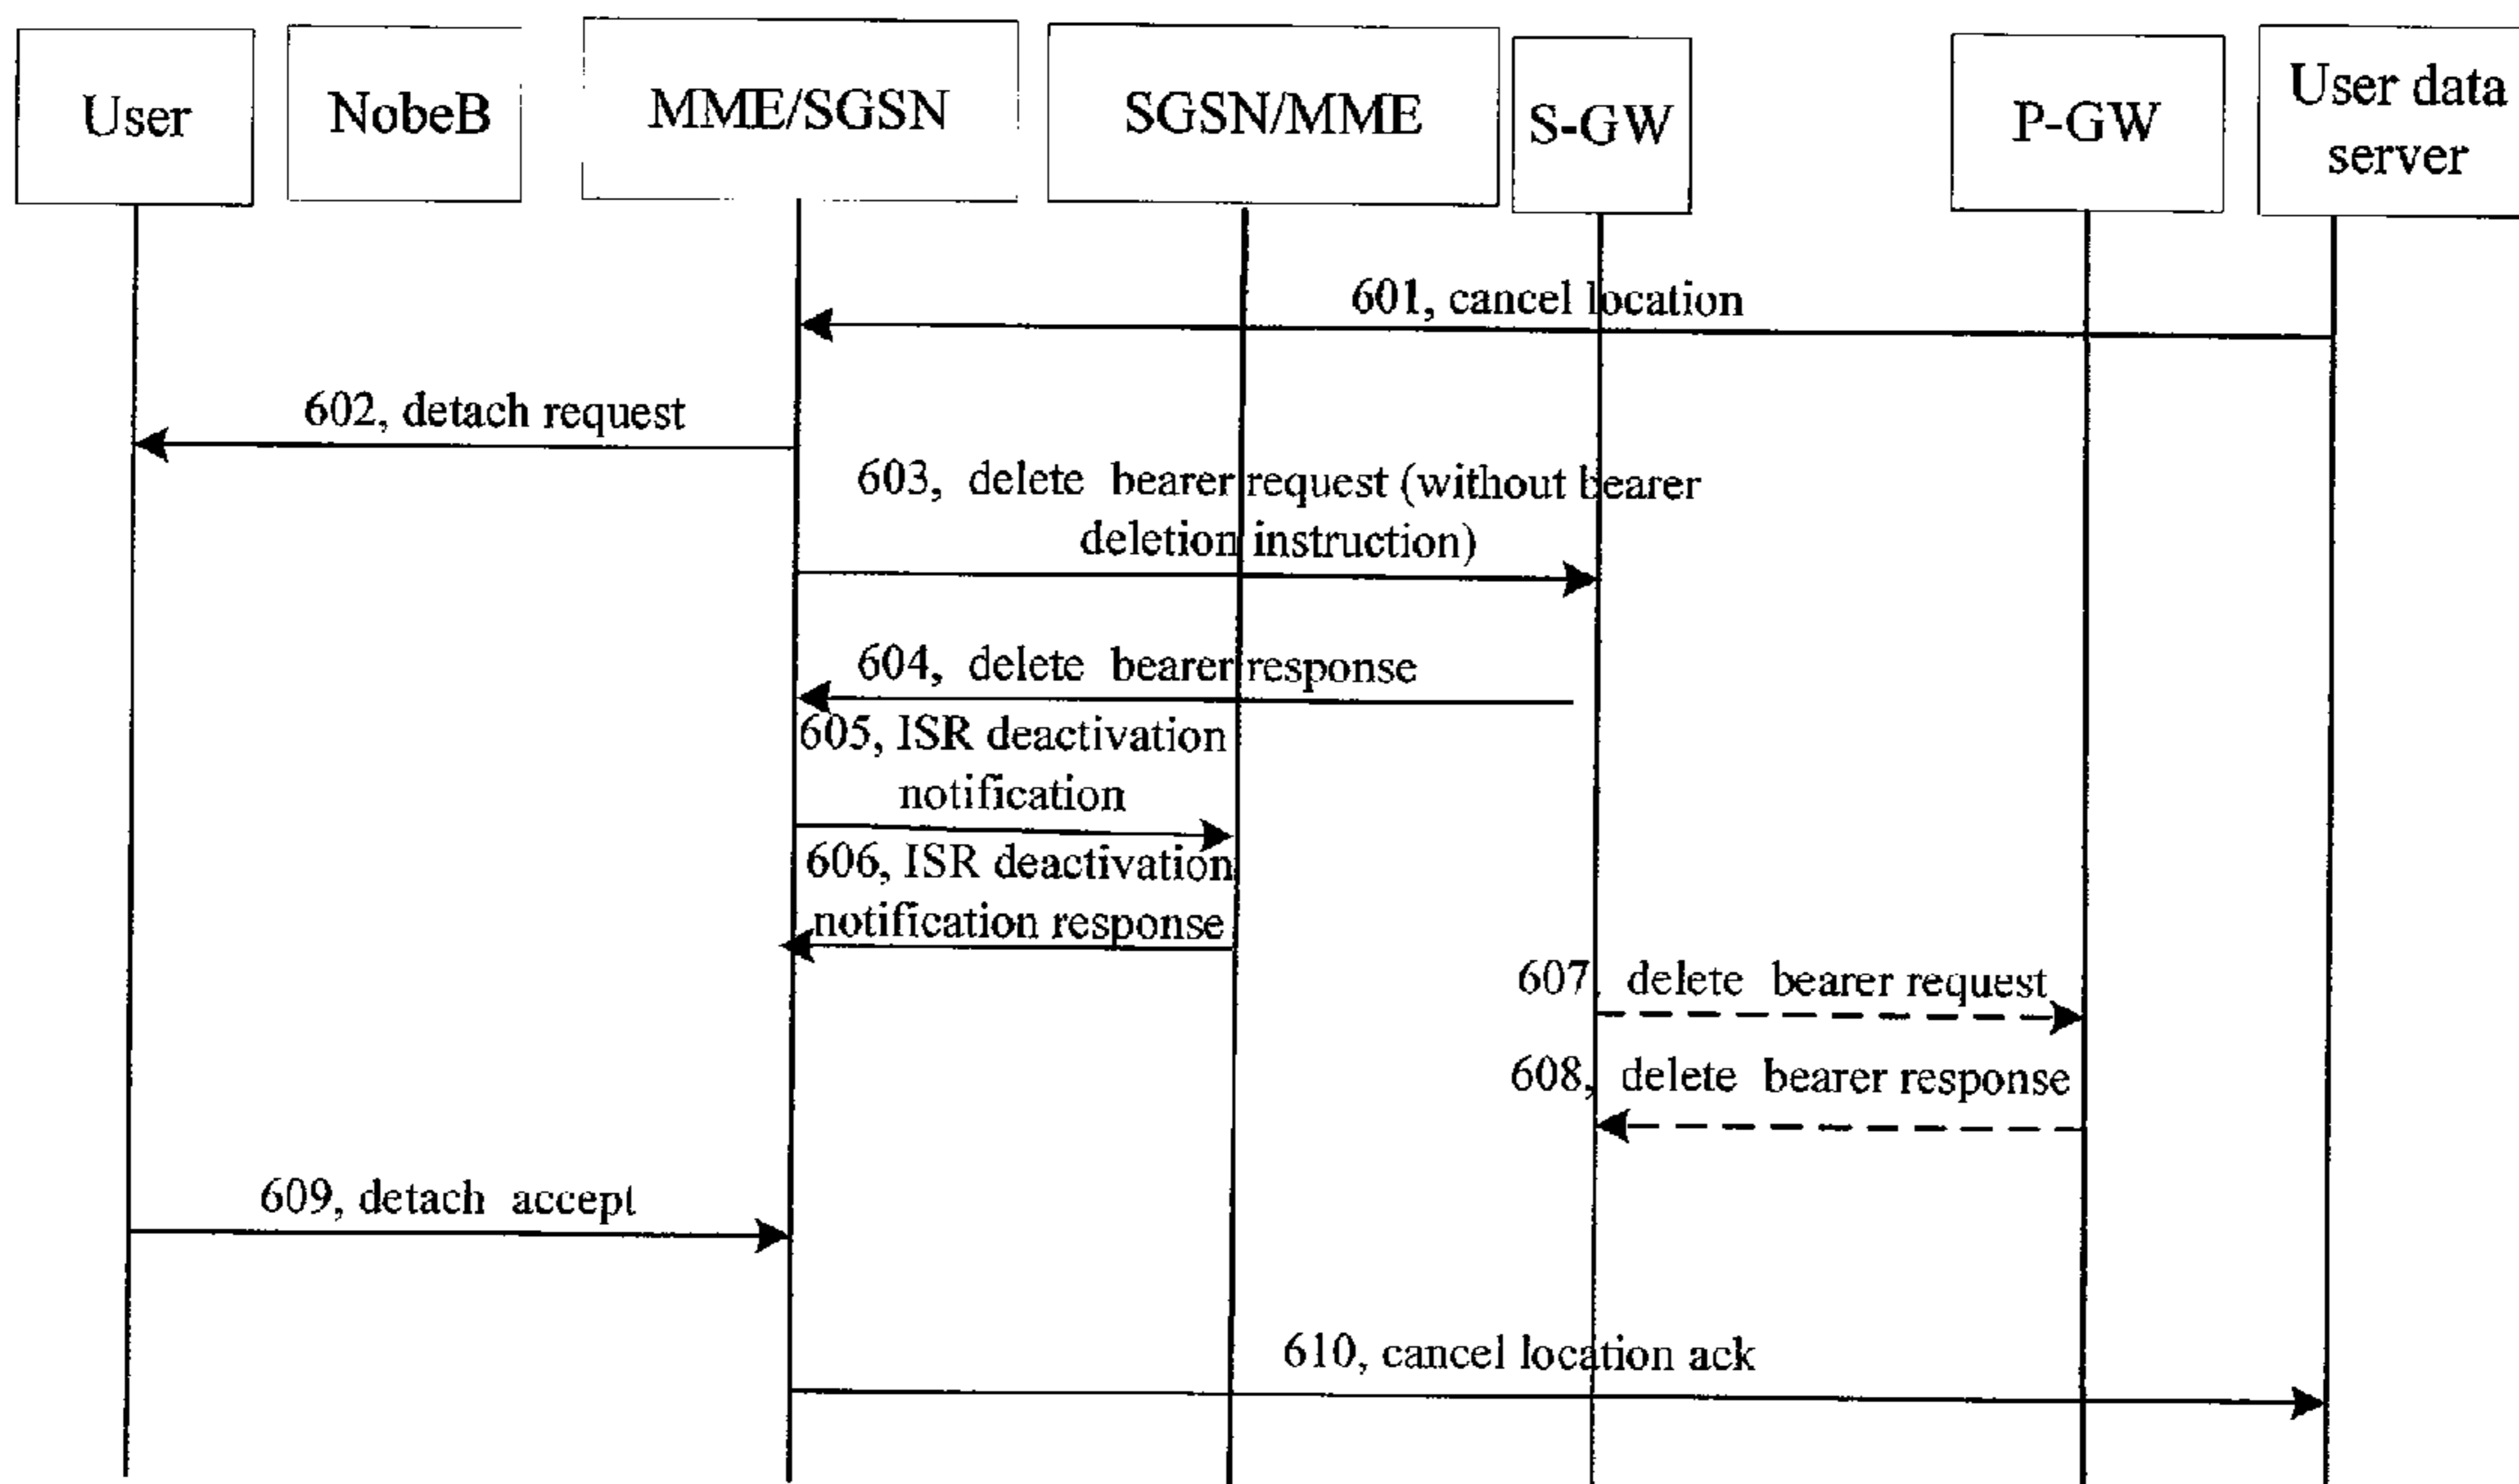 User
NobeB
MME/SGSN
SGSN/MME
S-GW
P-GW
User data
server
601, cancel location
602, detach request
603, delete bearer request (without bearer
deletion instruction)
604, delete bearer response
605, ISR deactivation
notification
606, ISR deactivation
notification response
607, delete bearer request
608, delete bearer response
609, detach accept
610, cancel location ack